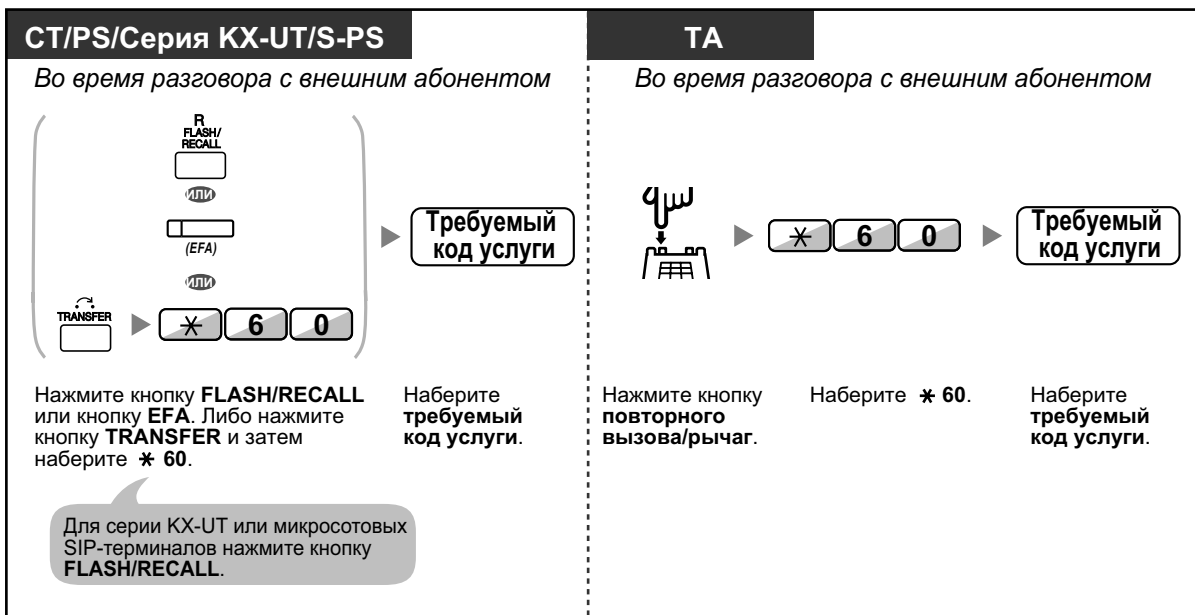 СТ/PS/Серия KX-UT/S-PS
Во время разговора с внешним абонентом
R
FLASH/
RECALL
или
(EFA)
или
TRANSFER
✳ 6 0
Требуемый
код услуги
Нажмите кнопку FLASH/RECALL
или кнопку EFA. Либо нажмите
кнопку TRANSFER и затем
наберите ✳ 60.
Наберите
требуемый
код услуги.
Для серии KX-UT или микросотовых
SIP-терминалов нажмите кнопку
FLASH/RECALL.
ТА
Во время разговора с внешним абонентом
✳ 6 0
Требуемый
код услуги
Нажмите кнопку
повторного
вызова/рычаг.
Наберите ✳ 60.
Наберите
требуемый
код услуги.